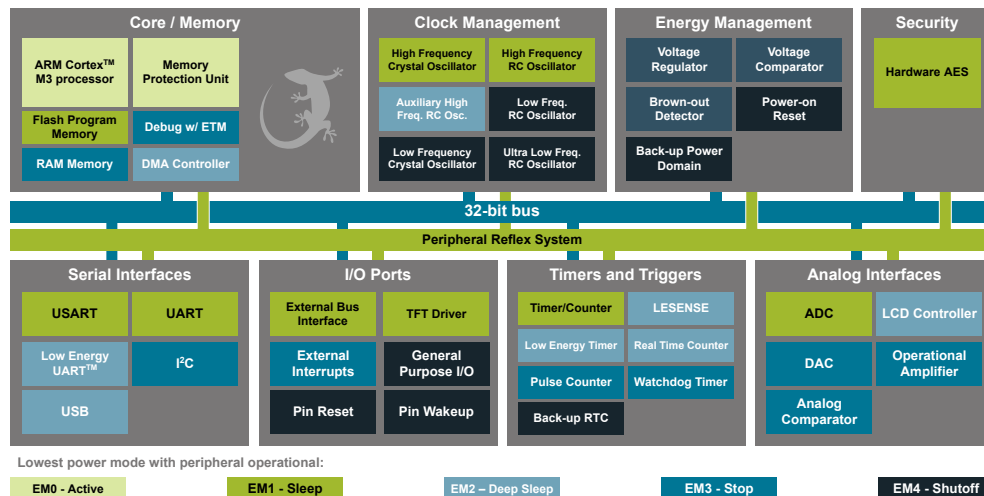 Core / Memory
ARM Cortex™
M3 processor
Memory
Protection Unit
Flash Program
Memory
Debug w/ ETM
RAM Memory
DMA Controller
Clock Management
High Frequency
Crystal Oscillator
High Frequency
RC Oscillator
Auxiliary High
Freq. RC Osc.
Low Freq.
RC Oscillator
Low Frequency
Crystal Oscillator
Ultra Low Freq.
RC Oscillator
Energy Management
Voltage
Regulator
Voltage
Comparator
Brown-out
Detector
Power-on
Reset
Back-up Power
Domain
Security
Hardware AES
32-bit bus
Peripheral Reflex System
Serial Interfaces
USART
UART
Low Energy
UART™
I²C
USB
I/O Ports
External Bus
Interface
TFT Driver
External
Interrupts
General
Purpose I/O
Pin Reset
Pin Wakeup
Timers and Triggers
Timer/Counter
LESENSE
Low Energy Timer
Real Time Counter
Pulse Counter
Watchdog Timer
Back-up RTC
Analog Interfaces
ADC
LCD Controller
DAC
Operational
Amplifier
Analog
Comparator
Lowest power mode with peripheral operational:
EM0 - Active
EM1 - Sleep
EM2 – Deep Sleep
EM3 - Stop
EM4 - Shutoff